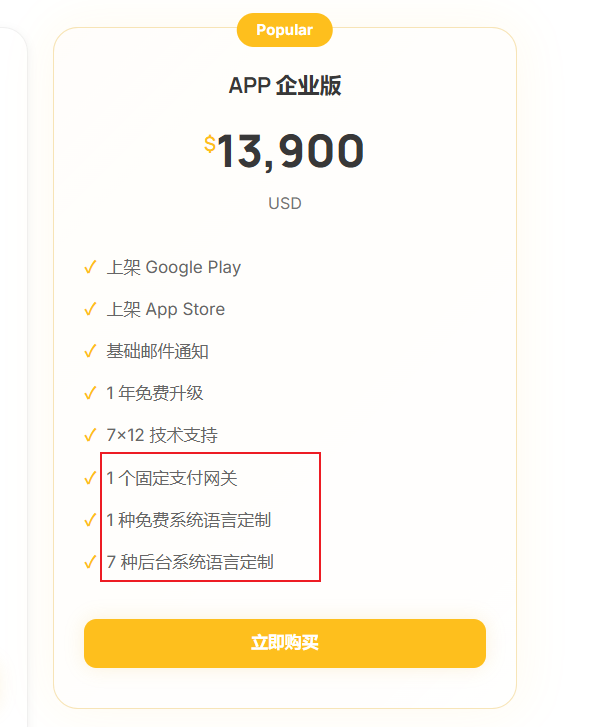 Popular
APP 企业版
$13,900
USD
✓ 上架 Google Play
✓ 上架 App Store
✓ 基础邮件通知
✓ 1 年免费升级
✓ 7×12 技术支持
✓ 1 个固定支付网关
✓ 1 种免费系统语言定制
✓ 7 种后台系统语言定制
立即购买